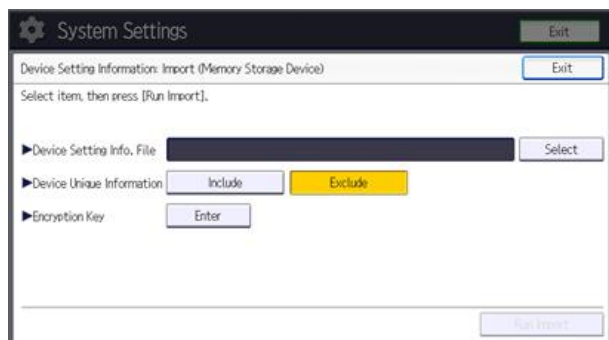 System Settings
Exit
Device Setting Information: Import (Memory Storage Device)
Exit
Select item, then press [Run Import].
►Device Setting Info. File
Select
►Device Unique Information
Include
Exclude
►Encryption Key
Enter
Run Import